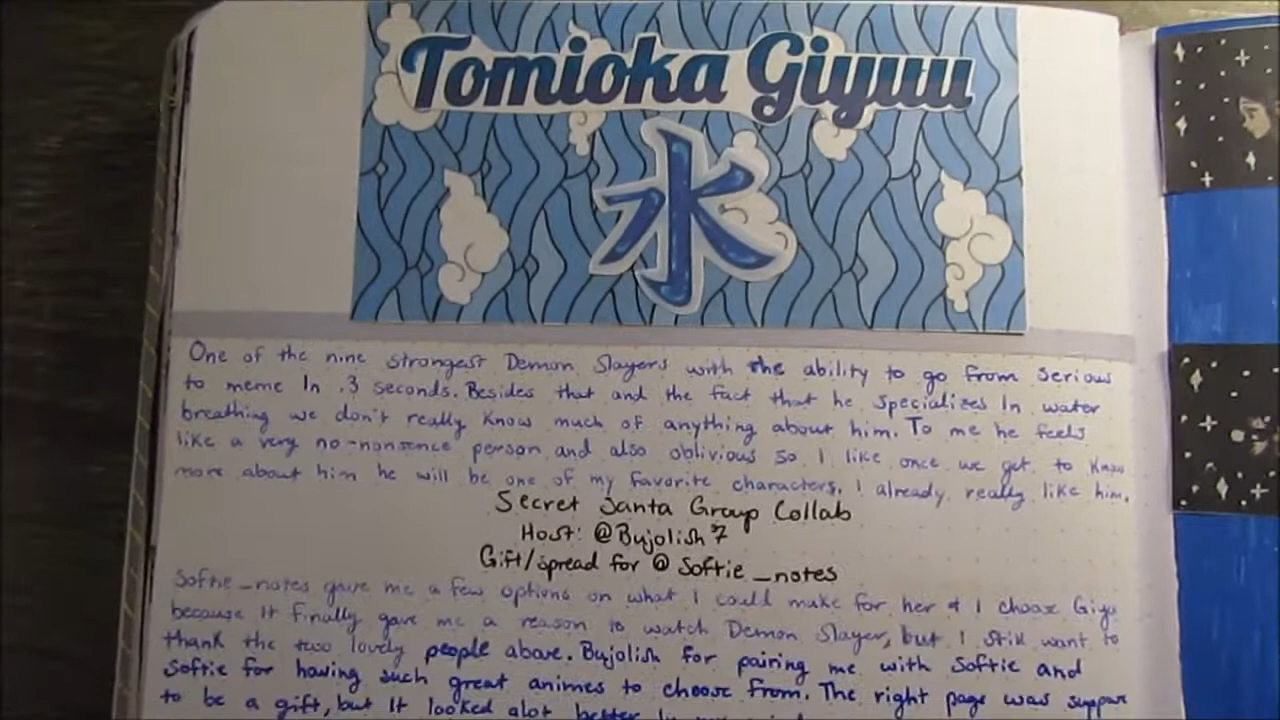 Tomioka Giyuu
水
One of the nine strongest Demon Slayers with the ability to go from serious
to meme In .3 seconds. Besides that and the fact that he specializes In water
breathing we don't really know much of anything about him. To me he feels
like a very no-nonsence person and also oblivious so I like once we get to know
more about him he will be one of my favorite characters. I already really like him.
Secret Santa Group Collab
Host: @Bujolish7
Gift/spread for @ Softie_notes
Softie_notes gave me a few options on what I could make for her & I choose Giyu
because It finally gave me a reason to watch Demon Slayer, but I still want to
thank the two lovely people above. Bujolish for pairing me with Softie and
Softie for having such great animes to choose from. The right page was suppose
to be a gift, but It looked alot better In my